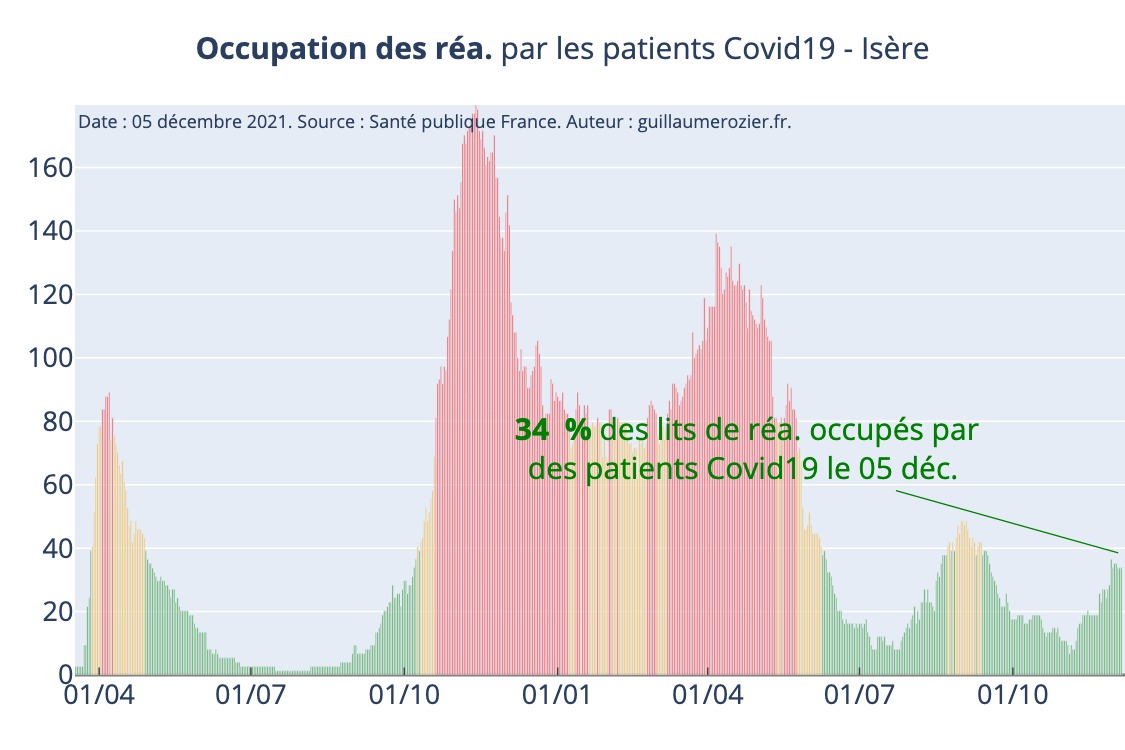 Occupation des réa. par les patients Covid19 - Isère
Date : 05 décembre 2021. Source : Santé publique France. Auteur : guillaumerozier.fr.
160
140
120
100
80
34 % des lits de réa. occupés par
des patients Covid19 le 05 déc.
60
40
20
0
01/04 01/07 01/10 01/01 01/04 01/07 01/10